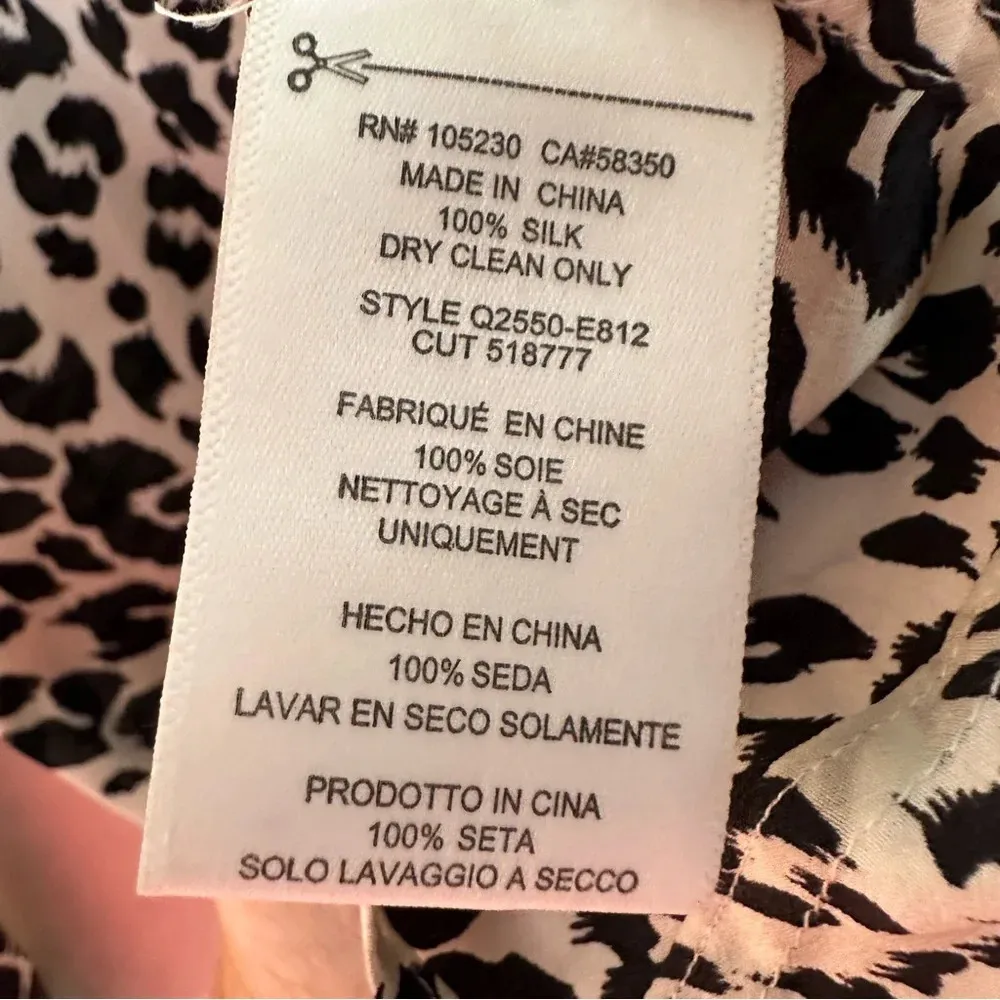 RN# 105230 CA#58350
MADE IN CHINA
100% SILK
DRY CLEAN ONLY
STYLE Q2550-E812
CUT 518777
FABRIQUÉ EN CHINE
100% SOIE
NETTOYAGE À SEC
UNIQUEMENT
HECHO EN CHINA
100% SEDA
LAVAR EN SECO SOLAMENTE
PRODOTTO IN CINA
100% SETA
SOLO LAVAGGIO A SECCO